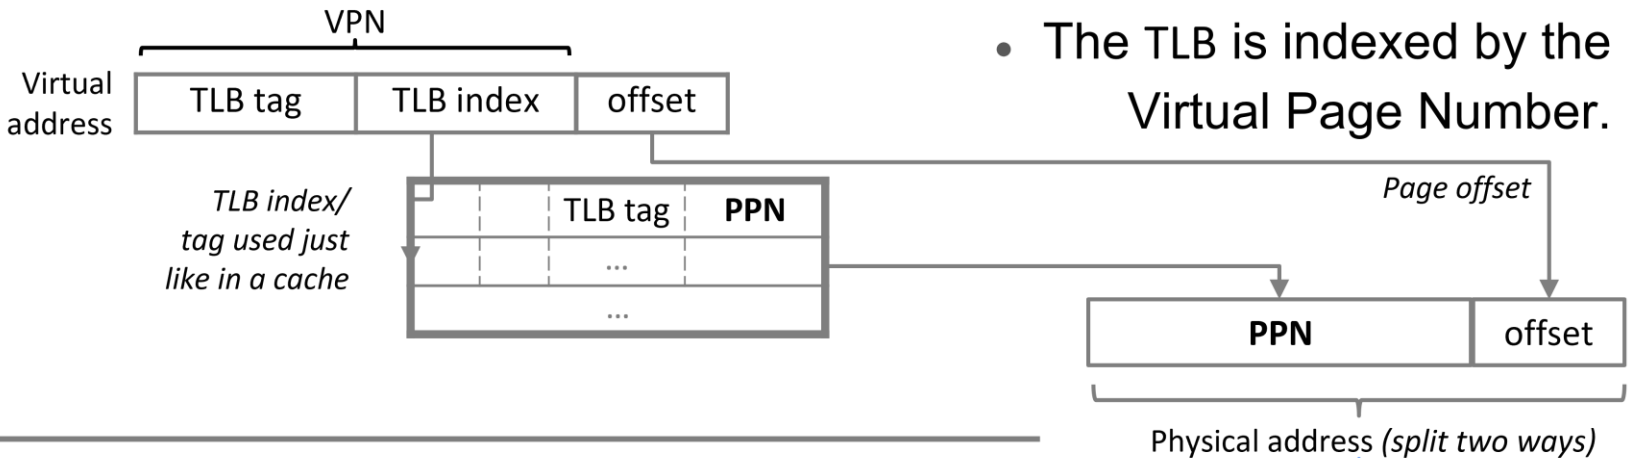 VPN
• The TLB is indexed by the
Virtual Page Number.
Virtual
address
TLB tag
TLB index
offset
TLB index/
tag used just
like in a cache
TLB tag
PPN
...
...
Page offset
PPN
offset
Physical address (split two ways)